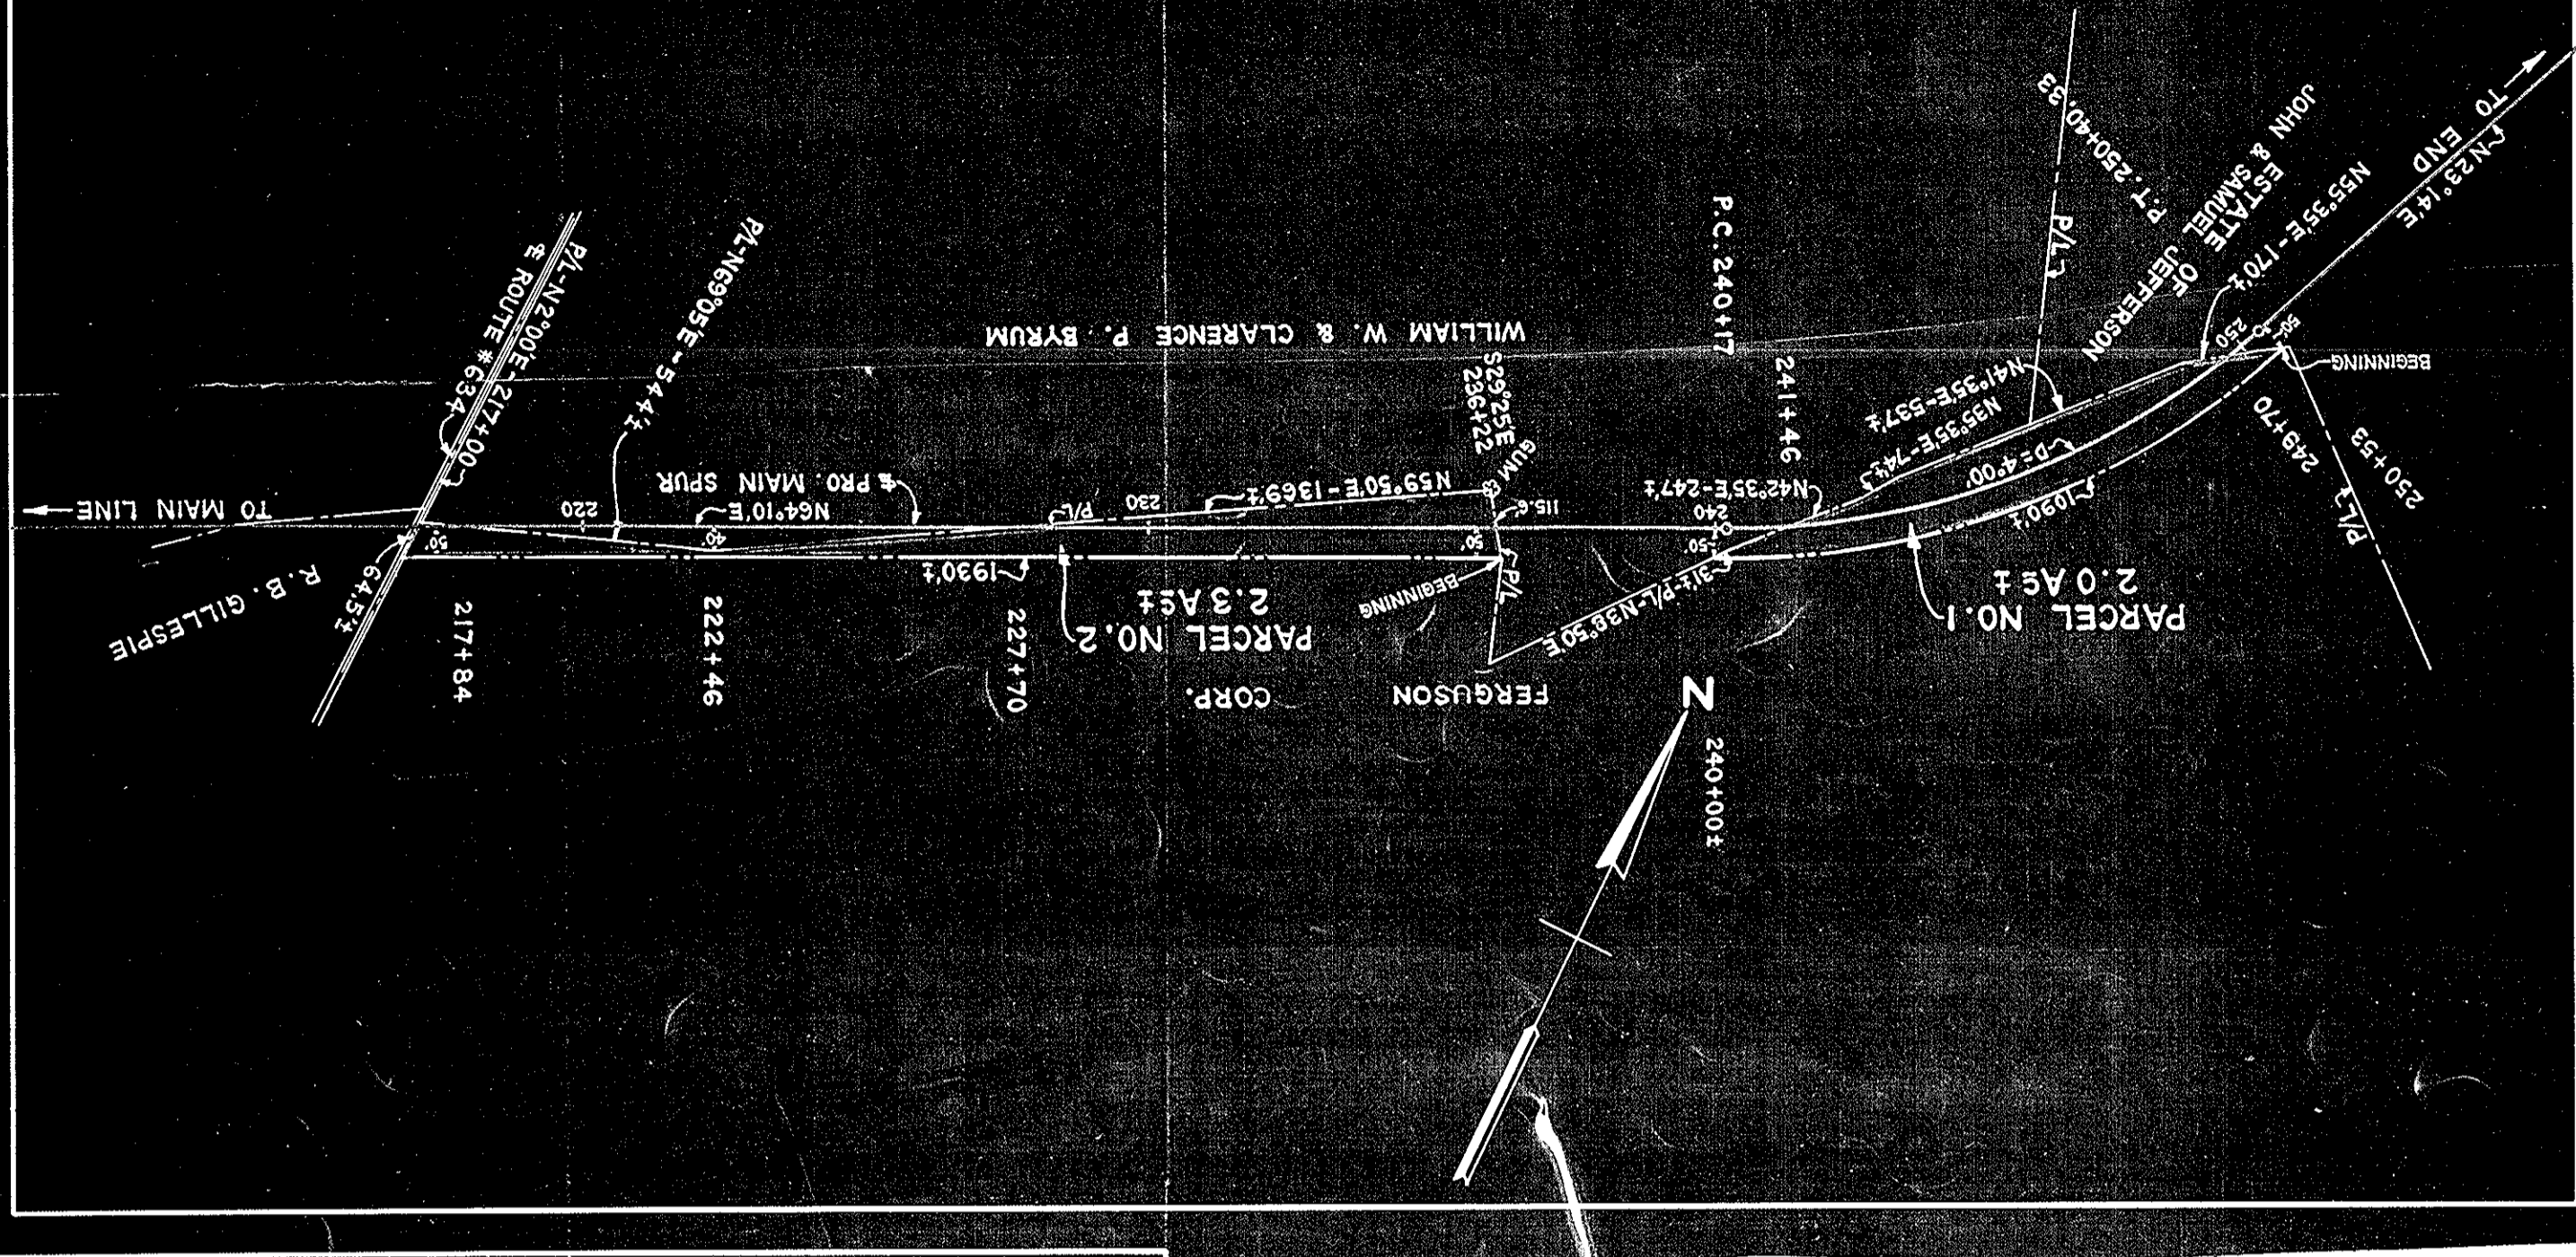 TO MAIN LINE
R. B. GILLESPIE
64.5'±
℄ ROUTE #634
P/L-N2°00'E-217+00
P/L-N69°05'E-544'±
217+84
222+46
227+70
220
50'
40'
N64°10'E
℄ PRO. MAIN SPUR
P/L
230
N59°50'E-1369'±
1930'±
PARCEL NO. 2
2.3 AC±
WILLIAM W. & CLARENCE P. BYRUM
FERGUSON
CORP.
S29°25'E
236+22
GUM
115.6'
50'
P/L
BEGINNING
P.C. 240+17
241+46
240
50'
N42°35'E-247'±
31'±-P/L-N38°50'E
240+00±
N
N35°35'E-74'±
N41°35'E-537'±
D=4°00'
1090'±
PARCEL NO. 1
2.0 AC±
P/L
P.T. 250+40.33
ESTATE OF
JOHN & SAMUEL JEFFERSON
N55°35'E-170'±
N23°14'E
TO END
250
50'
BEGINNING
249+70
250+53
P/L